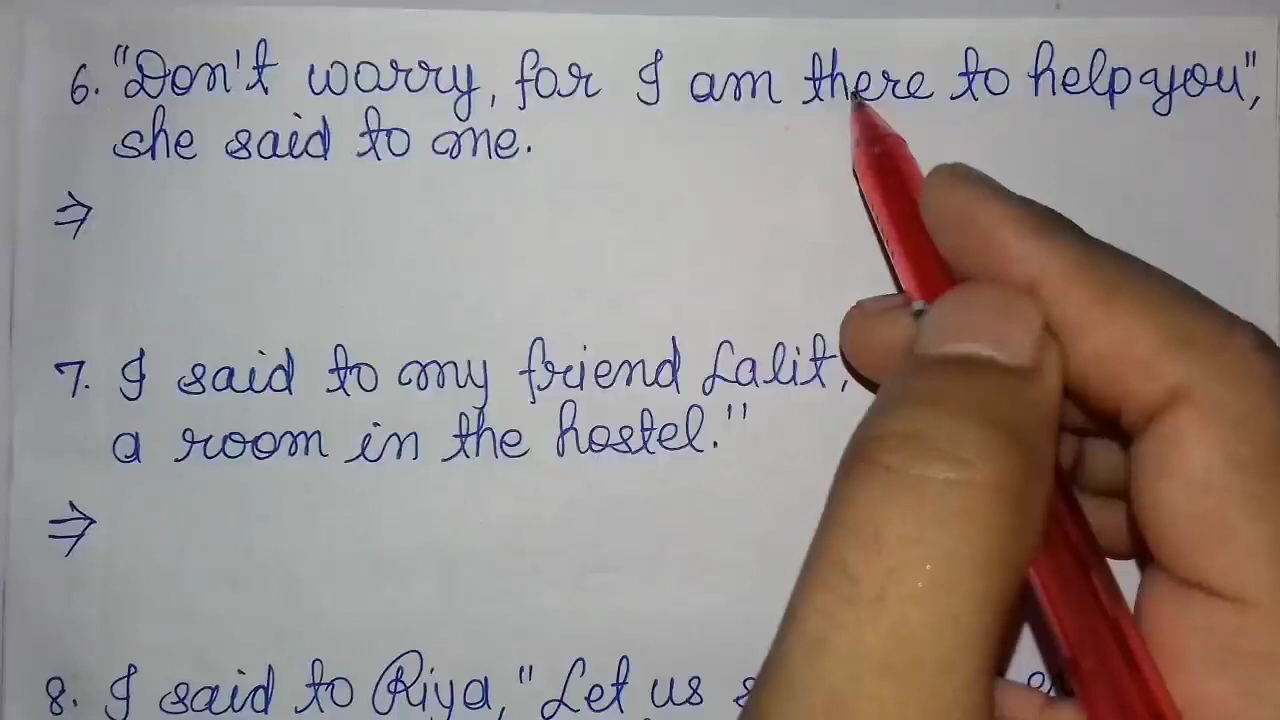 6. "Don't worry, for I am there to help you",
she said to me.
⇒
7. I said to my friend Lalit,
a room in the hostel."
⇒
8. I said to Riya, "Let us